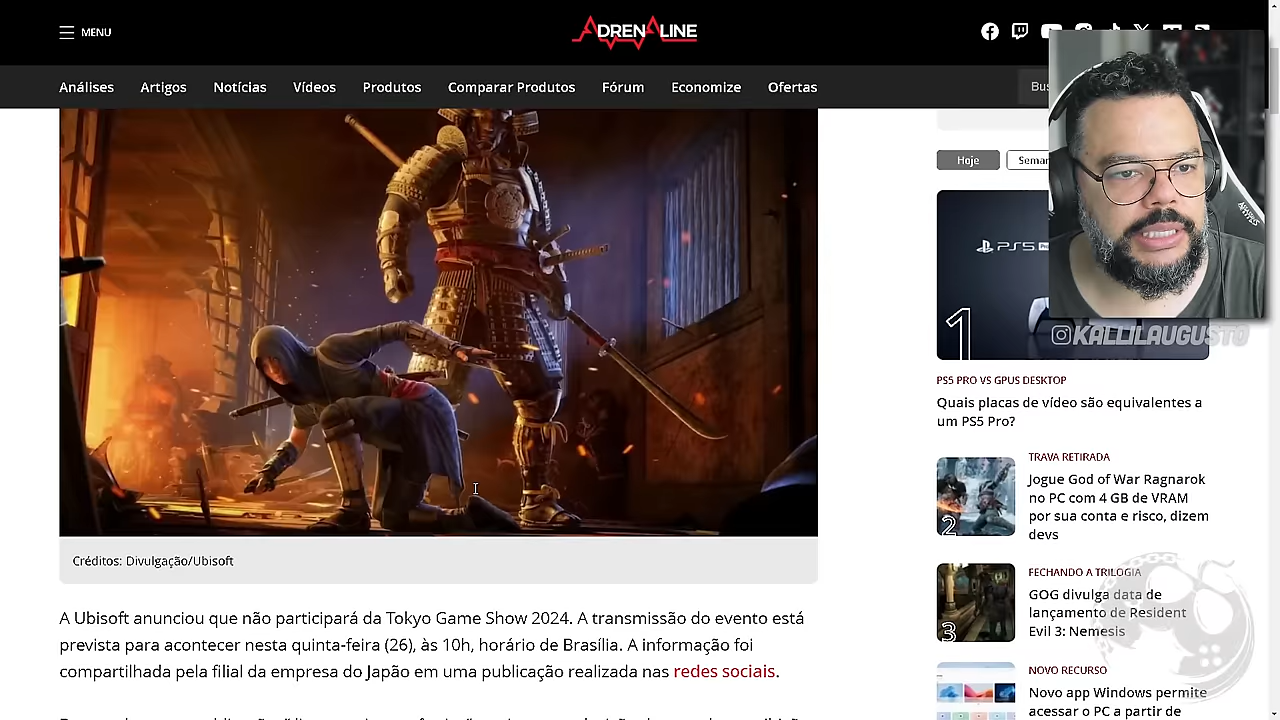 MENU
ADRENALINE
Análises
Artigos
Notícias
Vídeos
Produtos
Comparar Produtos
Fórum
Economize
Ofertas
Créditos: Divulgação/Ubisoft
A Ubisoft anunciou que não participará da Tokyo Game Show 2024. A transmissão do evento está
prevista para acontecer nesta quinta-feira (26), às 10h, horário de Brasília. A informação foi
compartilhada pela filial da empresa do Japão em uma publicação realizada nas redes sociais.
Hoje
PS5
1
KALLILAUGUSTO
PS5 PRO VS GPUS DESKTOP
Quais placas de vídeo são equivalentes a
um PS5 Pro?
2
TRAVA RETIRADA
Jogue God of War Ragnarok
no PC com 4 GB de VRAM
por sua conta e risco, dizem
devs
3
FECHANDO A TRILOGIA
GOG divulga data de
lançamento de Resident
Evil 3: Nemesis
NOVO RECURSO
Novo app Windows permite
acessar o PC a partir de